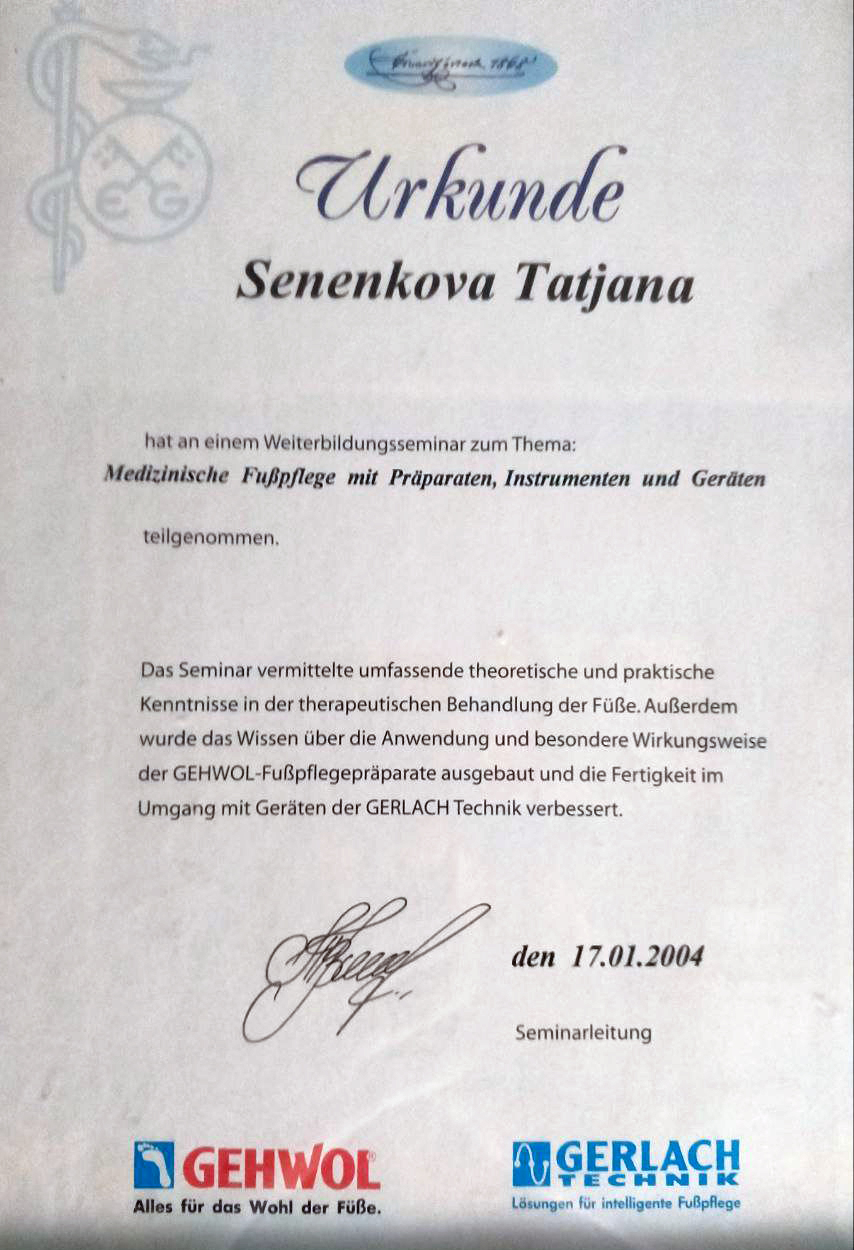 E G
1868
Urkunde
Senenkova Tatjana
hat an einem Weiterbildungsseminar zum Thema:
Medizinische Fußpflege mit Präparaten, Instrumenten und Geräten
teilgenommen.
Das Seminar vermittelte umfassende theoretische und praktische
Kenntnisse in der therapeutischen Behandlung der Füße. Außerdem
wurde das Wissen über die Anwendung und besondere Wirkungsweise
der GEHWOL-Fußpflegepräparate ausgebaut und die Fertigkeit im
Umgang mit Geräten der GERLACH Technik verbessert.
den 17.01.2004
Seminarleitung
GEHWOL®
Alles für das Wohl der Füße.
GERLACH
TECHNIK
Lösungen für intelligente Fußpflege